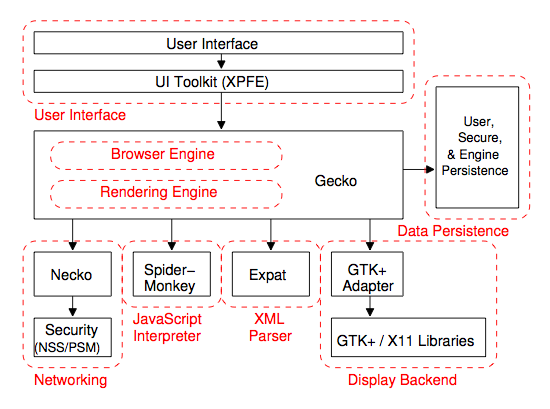 User Interface
UI Toolkit (XPFE)
User Interface
Browser Engine
Rendering Engine
Gecko
User,
Secure,
& Engine
Persistence
Data Persistence
Necko
Security
(NSS/PSM)
Networking
Spider–
Monkey
JavaScript
Interpreter
Expat
XML
Parser
GTK+
Adapter
GTK+ / X11 Libraries
Display Backend